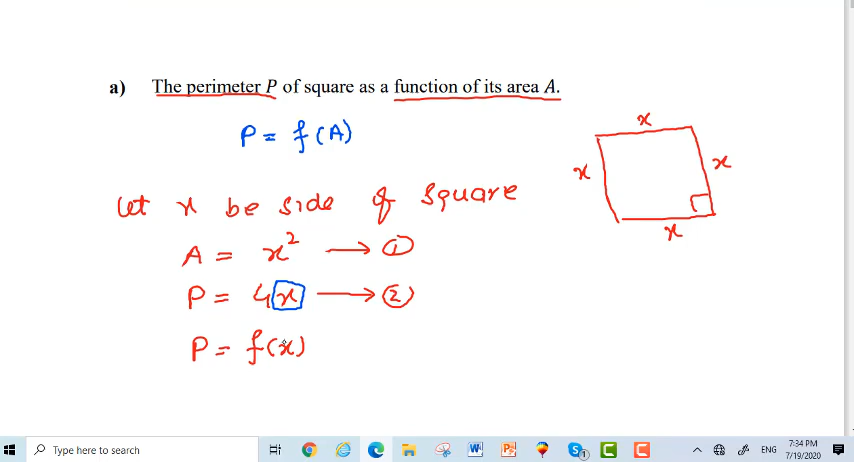 a) The perimeter P of square as a function of its area A.
P = f(A)
Let x be side of square
A = x² → ①
P = 4x → ②
P = f(x)
x
x
x
x
Type here to search
ENG
7:34 PM
7/19/2020